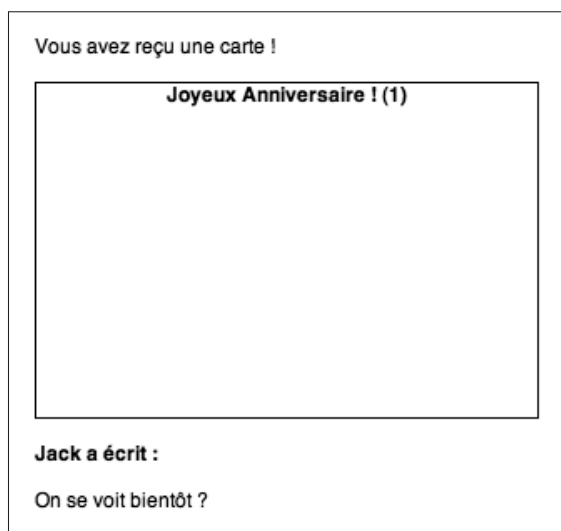 Vous avez reçu une carte !
Joyeux Anniversaire ! (1)
Jack a écrit :
On se voit bientôt ?